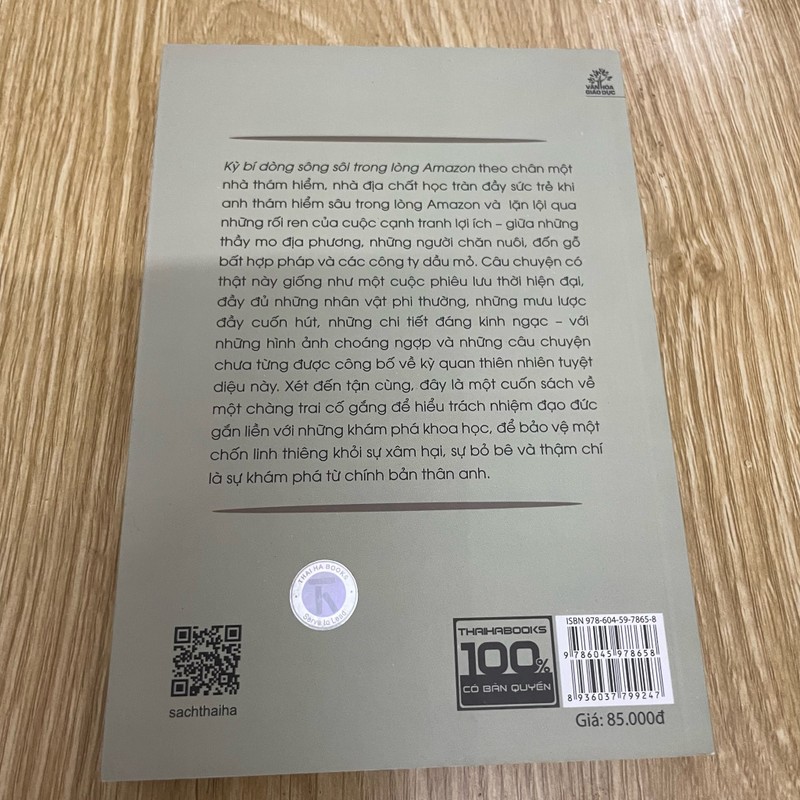 VĂN HÓA
GIÁO DỤC
Kỳ bí dòng sông sôi trong lòng Amazon theo chân một
nhà thám hiểm, nhà địa chất học tràn đầy sức trẻ khi
anh thám hiểm sâu trong lòng Amazon và lặn lội qua
những rối ren của cuộc cạnh tranh lợi ích – giữa những
thầy mo địa phương, những người chăn nuôi, đốn gỗ
bất hợp pháp và các công ty dầu mỏ. Câu chuyện có
thật này giống như một cuộc phiêu lưu thời hiện đại,
đầy đủ những nhân vật phi thường, những mưu lược
đầy cuốn hút, những chi tiết đáng kinh ngạc – với
những hình ảnh choáng ngợp và những câu chuyện
chưa từng được công bố về kỳ quan thiên nhiên tuyệt
diệu này. Xét đến tận cùng, đây là một cuốn sách về
một chàng trai cố gắng để hiểu trách nhiệm đạo đức
gắn liền với những khám phá khoa học, để bảo vệ một
chốn linh thiêng khỏi sự xâm hại, sự bỏ bê và thậm chí
là sự khám phá từ chính bản thân anh.
THAI HA BOOKS
Serve to Lead
sachthaiha
THAIHABOOKS
100%
CÓ BẢN QUYỀN
ISBN 978-604-59-7865-8
9 786045 978658
8 936037 799247
Giá: 85.000đ